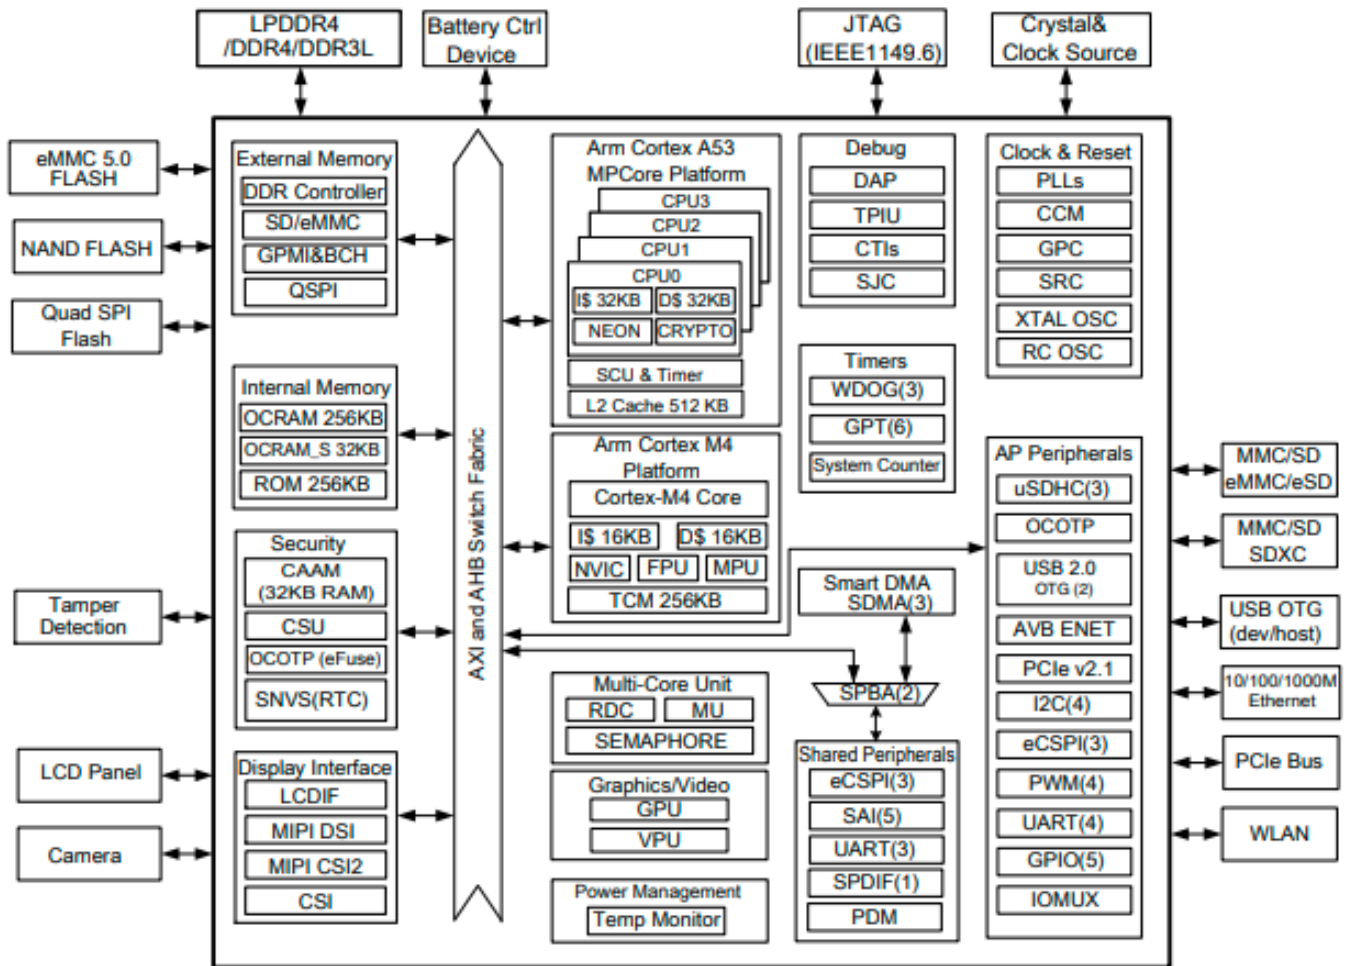 LPDDR4
/DDR4/DDR3L
Battery Ctrl
Device
JTAG
(IEEE1149.6)
Crystal&
Clock Source
eMMC 5.0
FLASH
NAND FLASH
Quad SPI
Flash
Tamper
Detection
LCD Panel
Camera
External Memory
DDR Controller
SD/eMMC
GPMI&BCH
QSPI
Internal Memory
OCRAM 256KB
OCRAM_S 32KB
ROM 256KB
Security
CAAM
(32KB RAM)
CSU
OCOTP (eFuse)
SNVS(RTC)
Display Interface
LCDIF
MIPI DSI
MIPI CSI2
CSI
AXI and AHB Switch Fabric
Arm Cortex A53
MPCore Platform
CPU3
CPU2
CPU1
CPU0
I$ 32KB
D$ 32KB
NEON
CRYPTO
SCU & Timer
L2 Cache 512 KB
Arm Cortex M4
Platform
Cortex-M4 Core
I$ 16KB
D$ 16KB
NVIC
FPU
MPU
TCM 256KB
Multi-Core Unit
RDC
MU
SEMAPHORE
Graphics/Video
GPU
VPU
Power Management
Temp Monitor
Debug
DAP
TPIU
CTIs
SJC
Timers
WDOG(3)
GPT(6)
System Counter
Smart DMA
SDMA(3)
SPBA(2)
Shared Peripherals
eCSPI(3)
SAI(5)
UART(3)
SPDIF(1)
PDM
Clock & Reset
PLLs
CCM
GPC
SRC
XTAL OSC
RC OSC
AP Peripherals
uSDHC(3)
OCOTP
USB 2.0
OTG (2)
AVB ENET
PCIe v2.1
I2C(4)
eCSPI(3)
PWM(4)
UART(4)
GPIO(5)
IOMUX
MMC/SD
eMMC/eSD
MMC/SD
SDXC
USB OTG
(dev/host)
10/100/1000M
Ethernet
PCIe Bus
WLAN